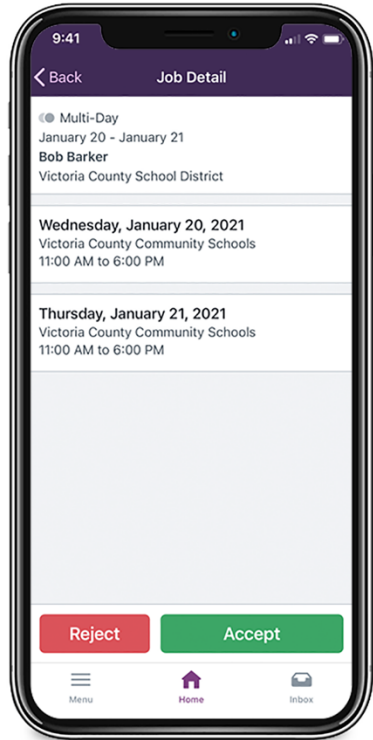 9:41
Back
Job Detail
Multi-Day
January 20 - January 21
Bob Barker
Victoria County School District
Wednesday, January 20, 2021
Victoria County Community Schools
11:00 AM to 6:00 PM
Thursday, January 21, 2021
Victoria County Community Schools
11:00 AM to 6:00 PM
Reject
Accept
Menu
Home
Inbox